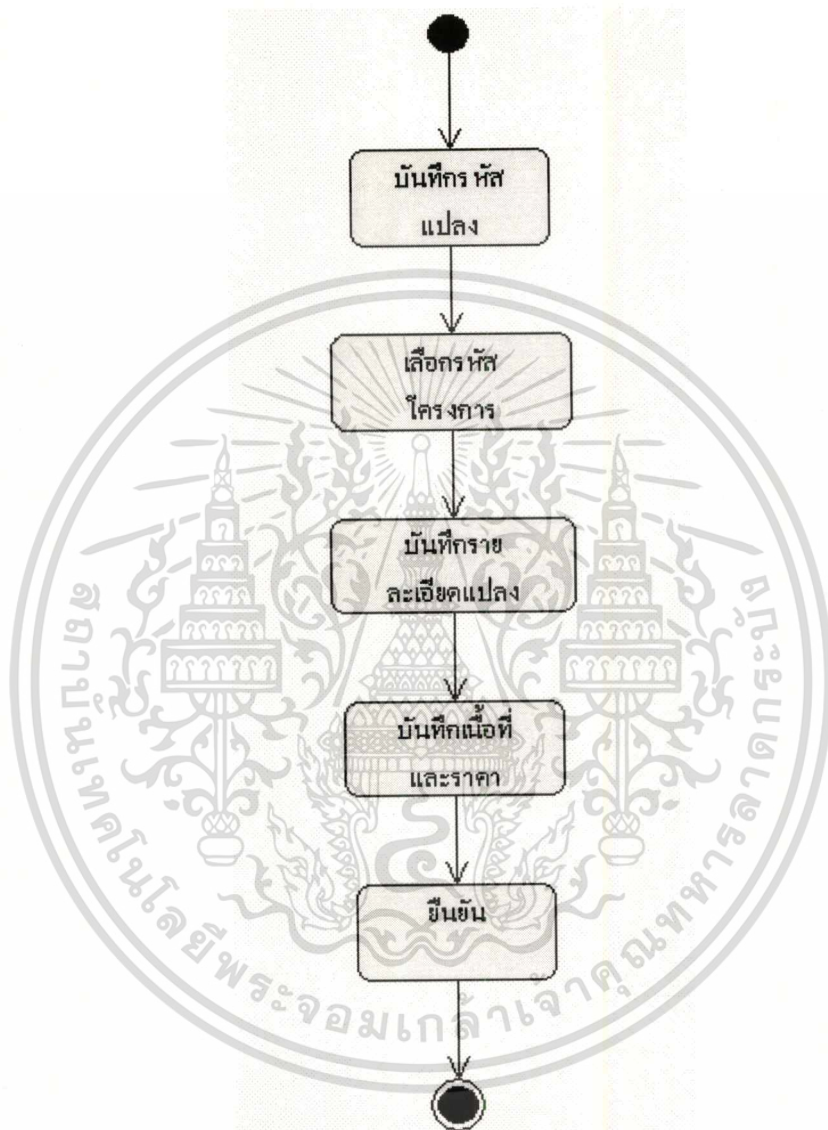 บันทึกรหัส
แปลง
เลือกรหัส
โครงการ
บันทึกราย
ละเอียดแปลง
บันทึกเนื้อที่
และราคา
ยืนยัน
สถาบันเทคโนโลยีพระจอมเกล้าเจ้าคุณทหารลาดกระบัง